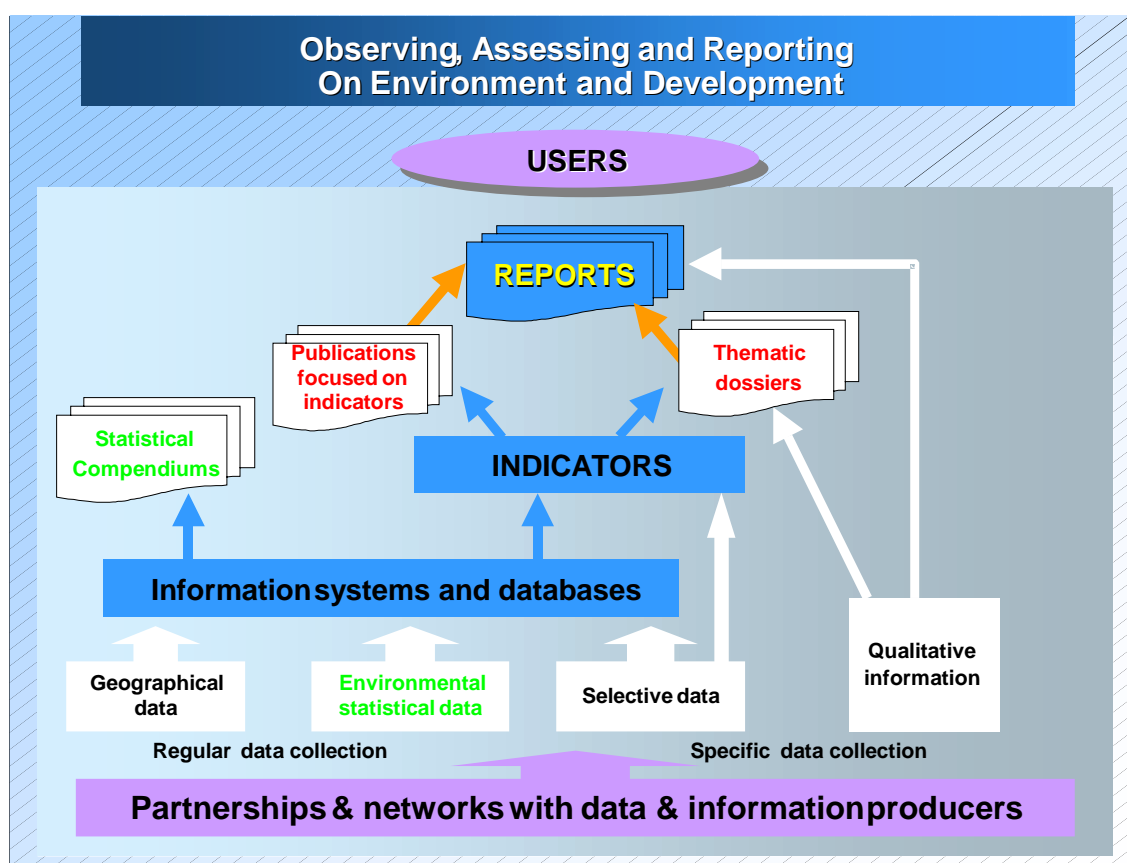 Observing, Assessing and Reporting
On Environment and Development
USERS
REPORTS
Publications
focused on
indicators
Thematic
dossiers
Statistical
Compendiums
INDICATORS
Information systems and databases
Geographical
data
Environmental
statistical data
Selective data
Qualitative
information
Regular data collection
Specific data collection
Partnerships & networks with data & information producers